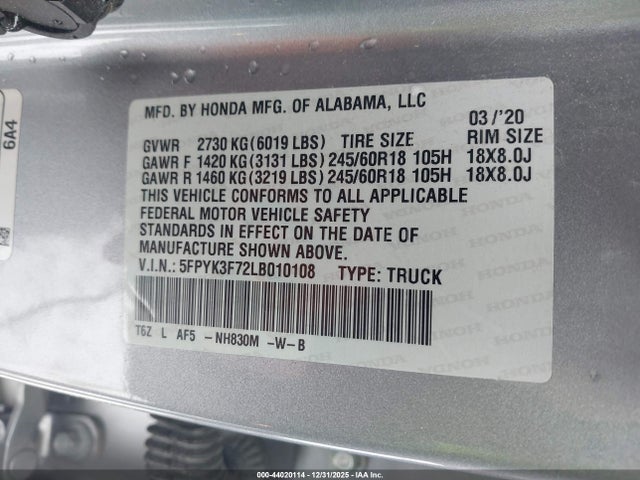 6A4
MFD. BY HONDA MFG. OF ALABAMA, LLC 03/'20
GVWR 2730 KG(6019 LBS) TIRE SIZE RIM SIZE
GAWR F 1420 KG(3131 LBS) 245/60R18 105H 18X8.0J
GAWR R 1460 KG(3219 LBS) 245/60R18 105H 18X8.0J
THIS VEHICLE CONFORMS TO ALL APPLICABLE
FEDERAL MOTOR VEHICLE SAFETY
STANDARDS IN EFFECT ON THE DATE OF
MANUFACTURE SHOWN ABOVE.
V.I.N.: 5FPYK3F72LB010108 TYPE: TRUCK
T6Z L AF5 -NH830M -W-B
000-44020114 - 12/31/2025 - IAA Holdings, LLC.